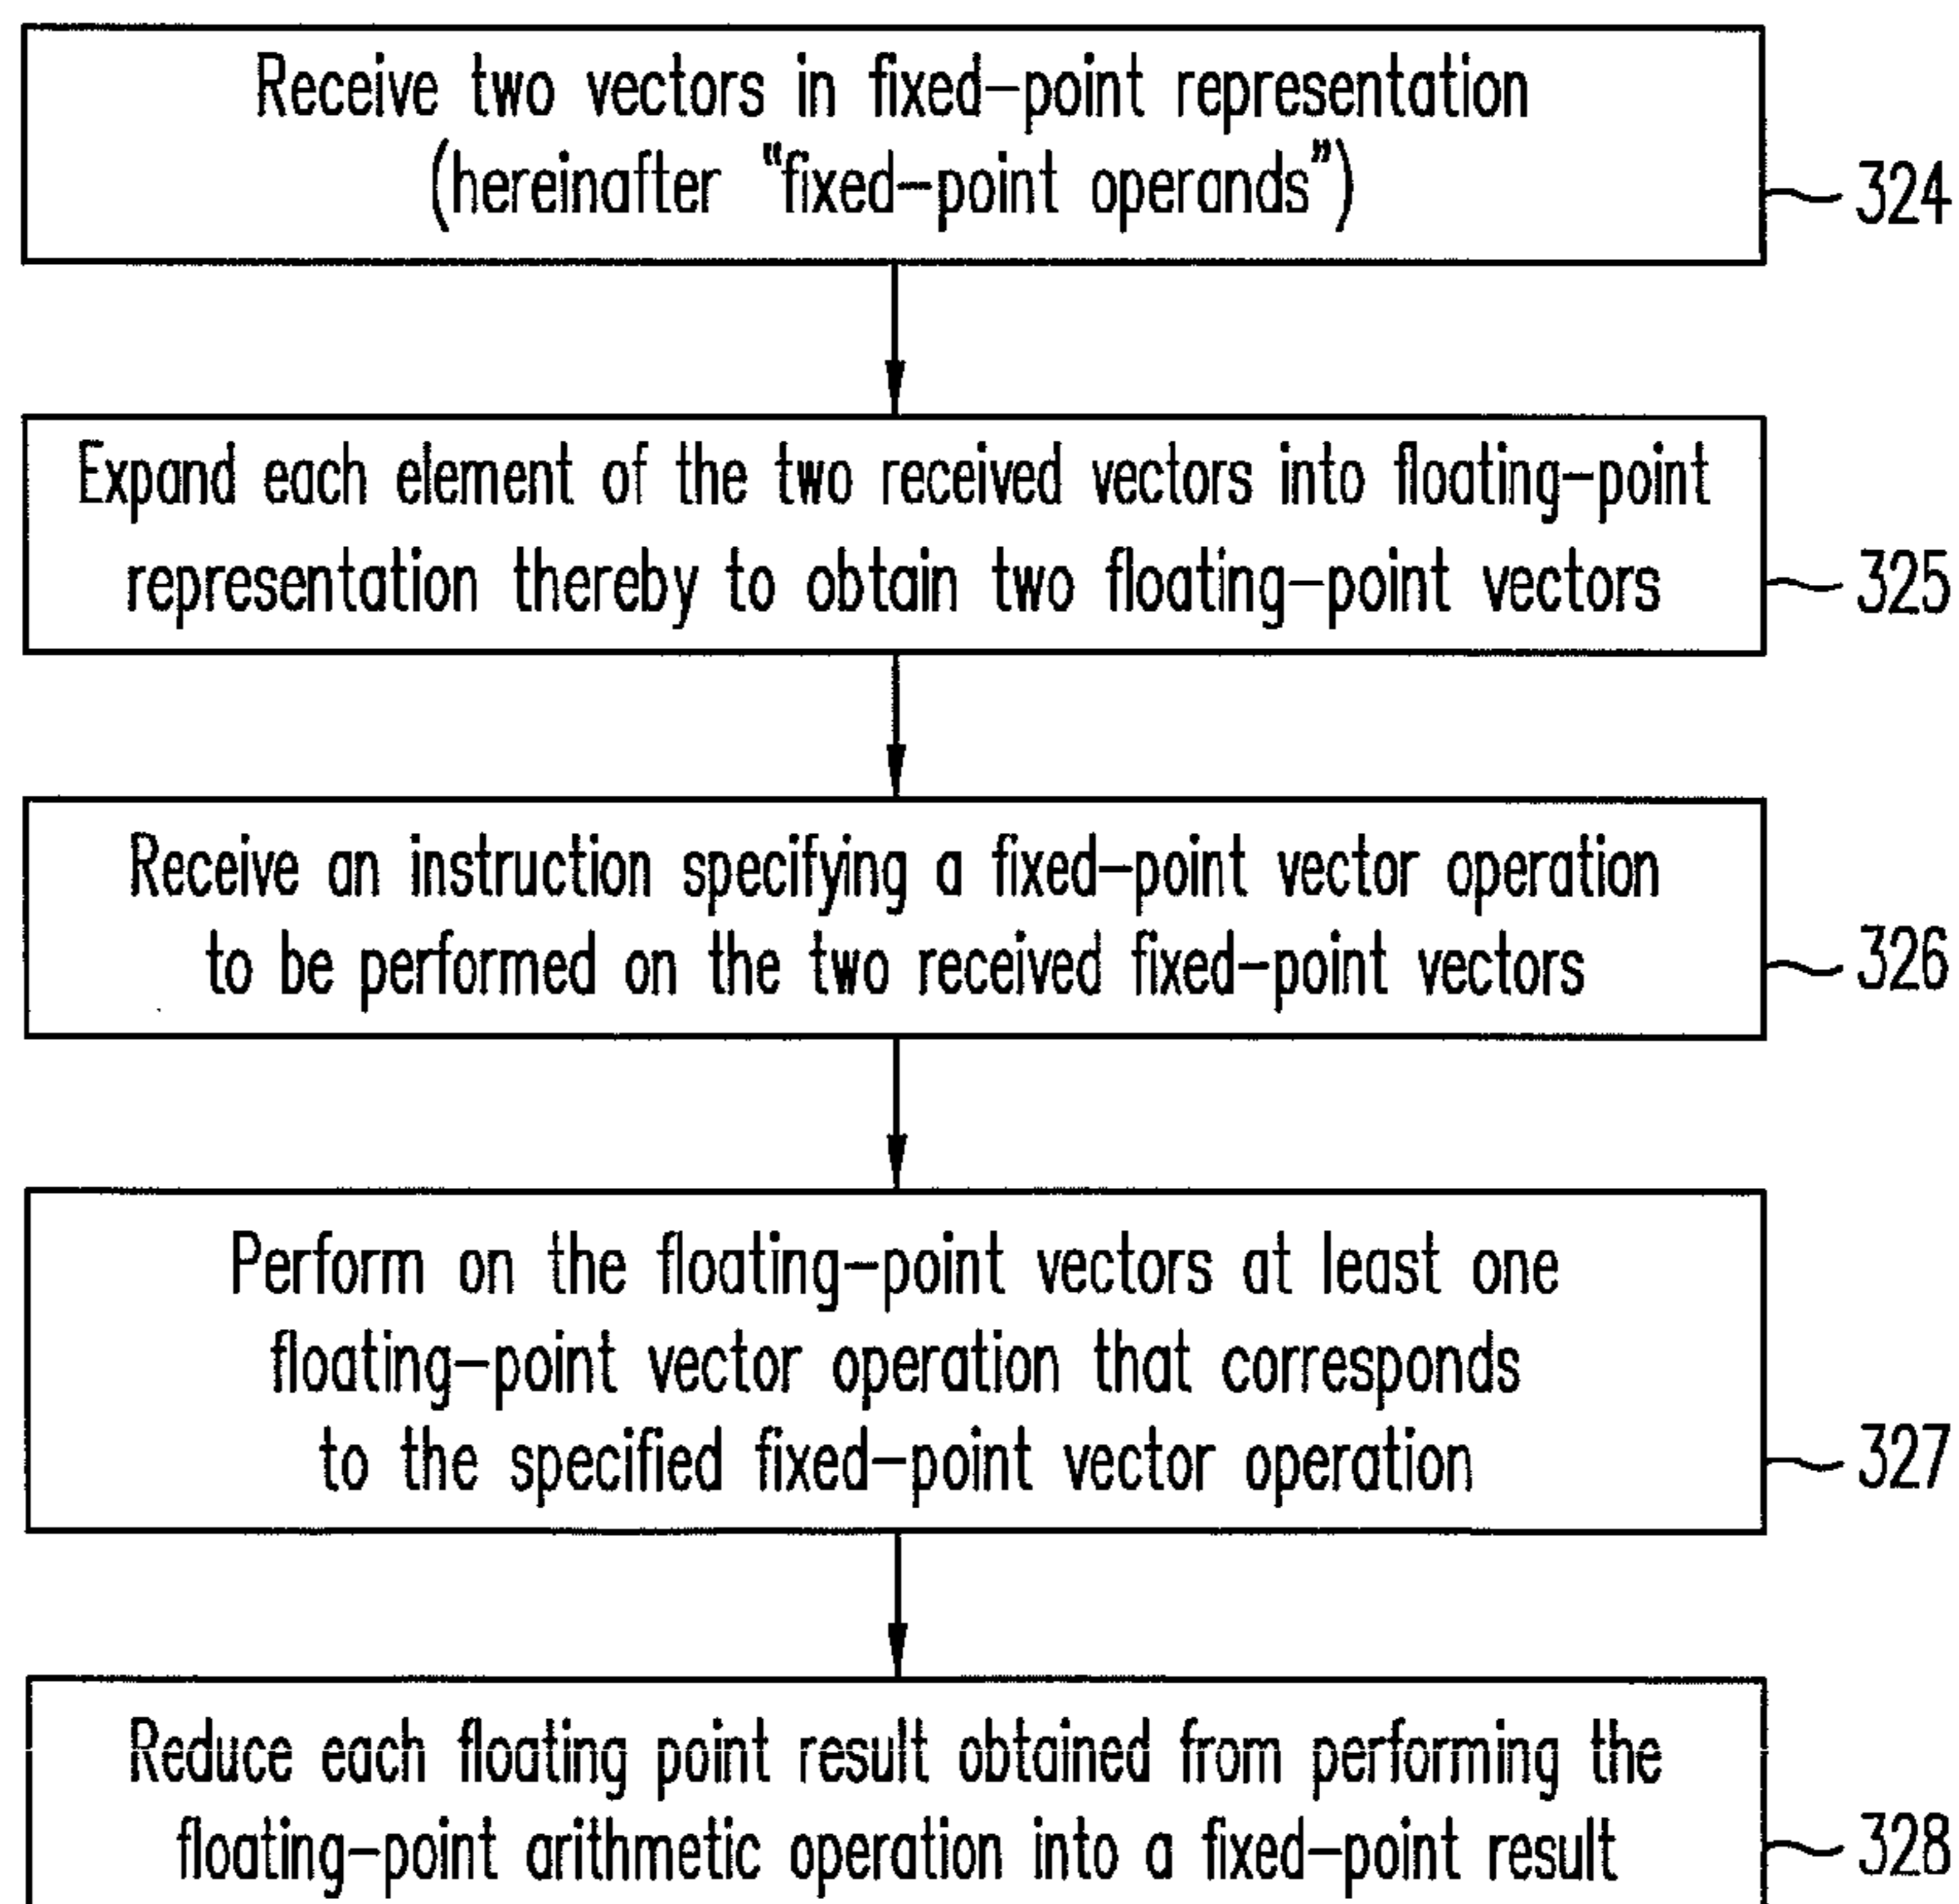 Receive two vectors in fixed-point representation
(hereinafter "fixed-point operands")
324
Expand each element of the two received vectors into floating-point
representation thereby to obtain two floating-point vectors
325
Receive an instruction specifying a fixed-point vector operation
to be performed on the two received fixed-point vectors
326
Perform on the floating-point vectors at least one
floating-point vector operation that corresponds
to the specified fixed-point vector operation
327
Reduce each floating point result obtained from performing the
floating-point arithmetic operation into a fixed-point result
328